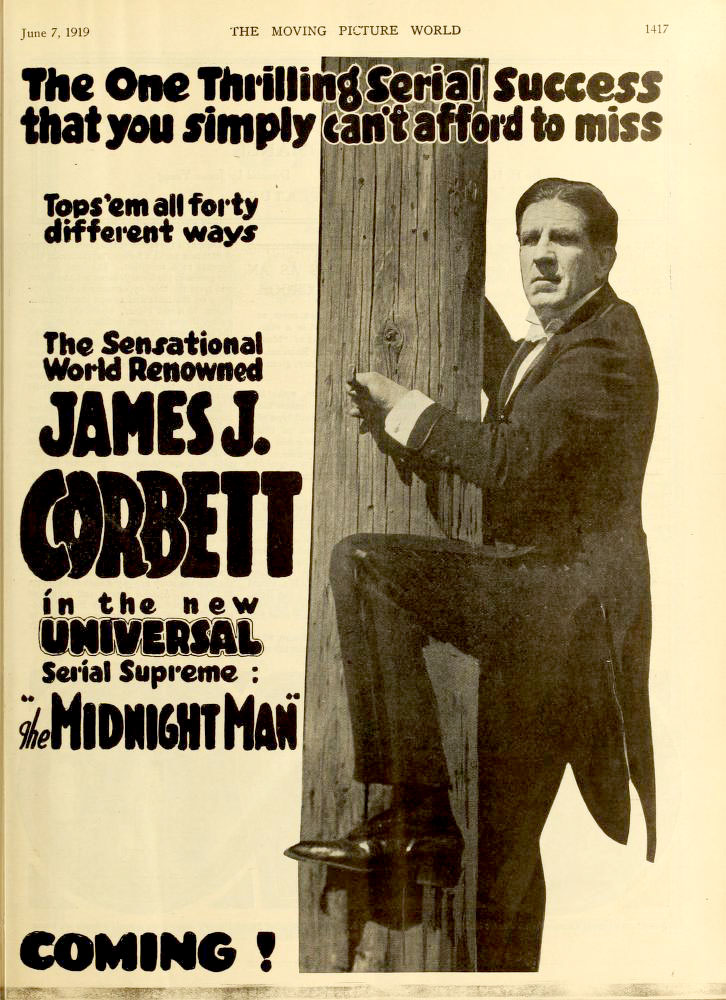 June 7, 1919
THE MOVING PICTURE WORLD
1417
The One Thrilling Serial Success
that you simply can't afford to miss
Tops 'em all forty
different ways
The Sensational
World Renowned
JAMES J.
CORBETT
in the new
UNIVERSAL
Serial Supreme :
"The MIDNIGHT MAN"
COMING !